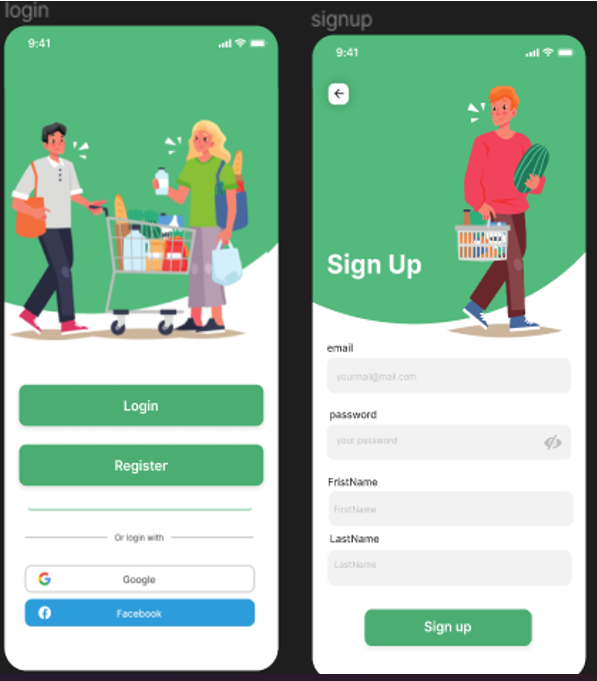 login
9:41
Login
Register
Or login with
Google
Facebook
signup
9:41
Sign Up
email
yourmail@mail.com
password
your password
FristName
FirstName
LastName
LastName
Sign up